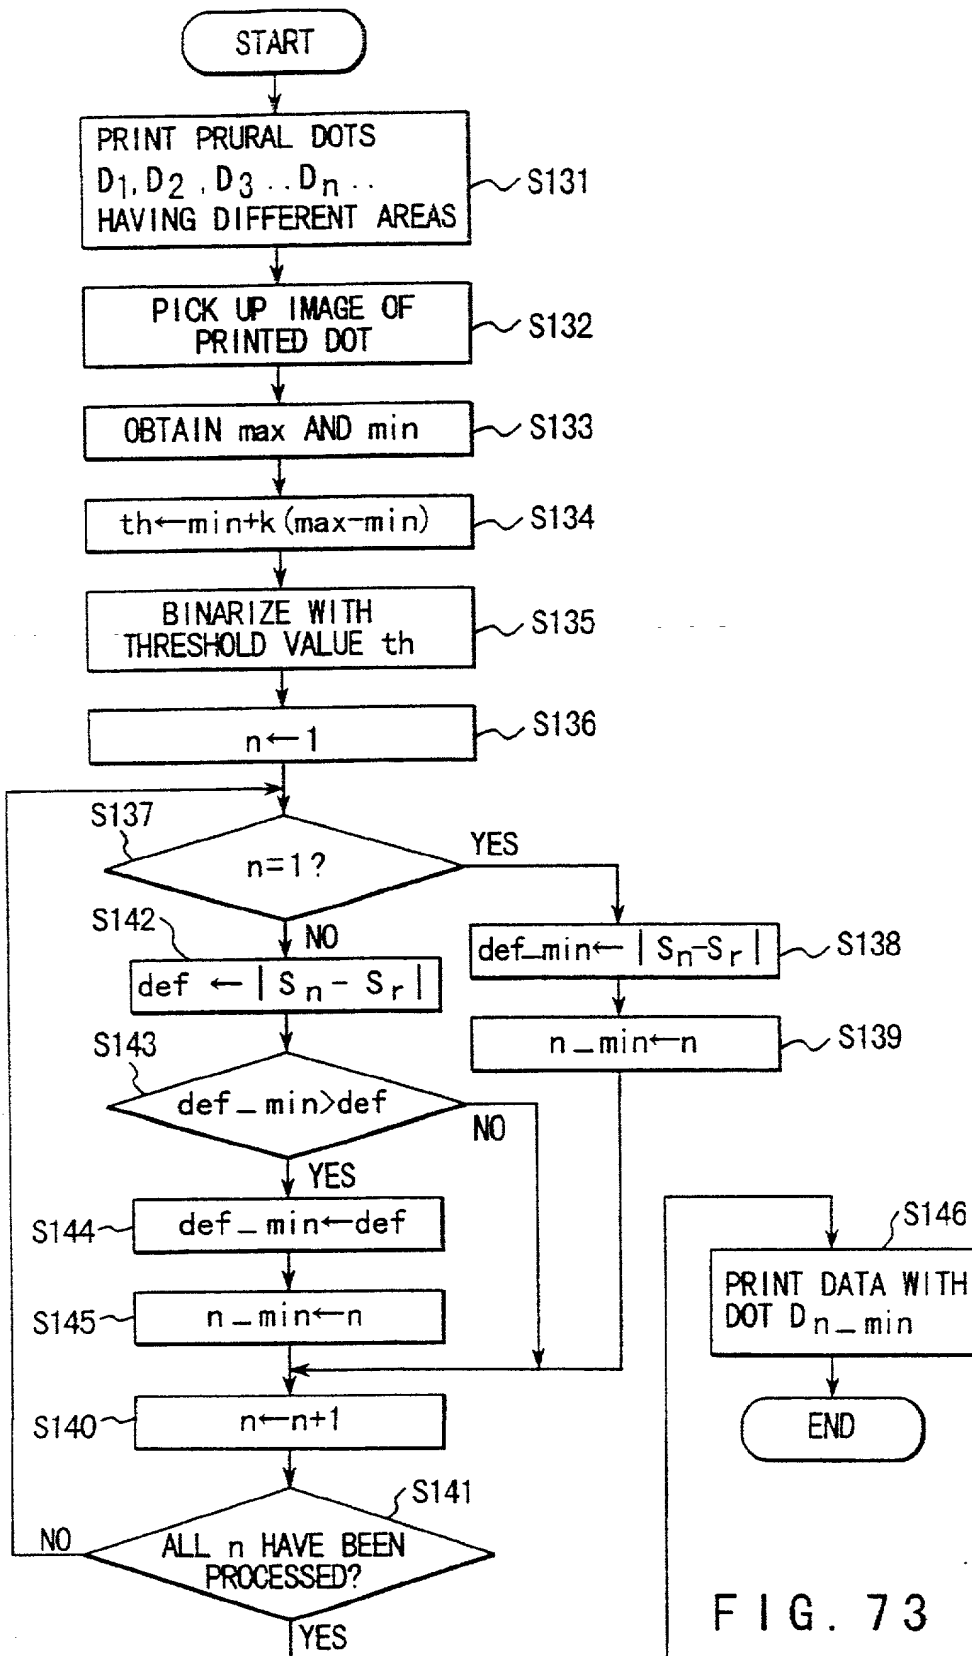 START
PRINT PRURAL DOTS
D1, D2 , D3 .. Dn ..
HAVING DIFFERENT AREAS
S131
PICK UP IMAGE OF
PRINTED DOT
S132
OBTAIN max AND min
S133
th←min+k(max-min)
S134
BINARIZE WITH
THRESHOLD VALUE th
S135
n←1
S136
S137
n=1?
YES
NO
S138
def_min←|Sn-Sr|
S139
n_min←n
S142
def ←|Sn - Sr|
S143
def_min>def
NO
YES
S144
def_min←def
S145
n_min←n
S140
n←n+1
S141
ALL n HAVE BEEN
PROCESSED?
NO
YES
S146
PRINT DATA WITH
DOT Dn_min
END
FIG. 73